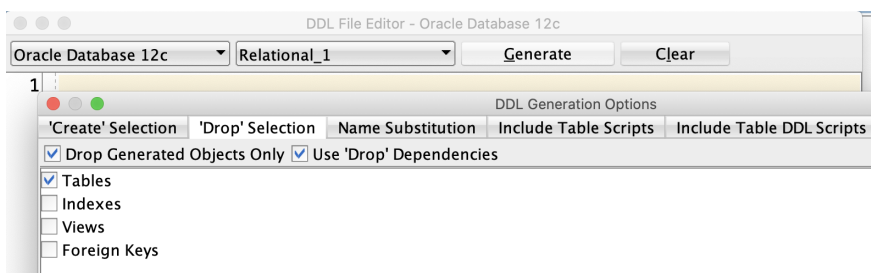 DDL File Editor - Oracle Database 12c
Oracle Database 12c Relational_1 Generate Clear
1
DDL Generation Options
'Create' Selection 'Drop' Selection Name Substitution Include Table Scripts Include Table DDL Scripts
Drop Generated Objects Only Use 'Drop' Dependencies
Tables
Indexes
Views
Foreign Keys